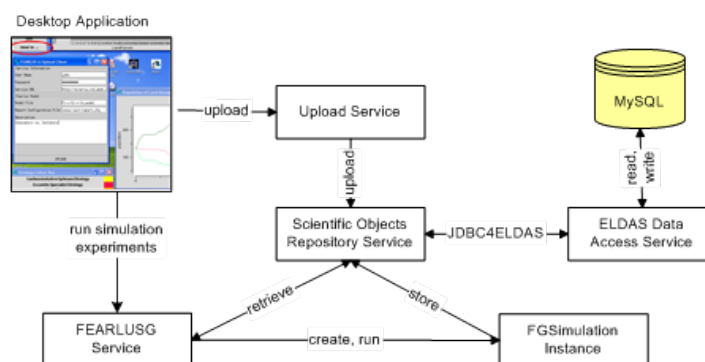 Desktop Application
upload
Upload Service
MySQL
upload
read,
write
run simulation
experiments
Scientific Objects
Repository Service
JDBC4ELDAS
ELDAS Data
Access Service
retrieve
store
FEARLUSG
Service
create, run
FGSimulation
Instance